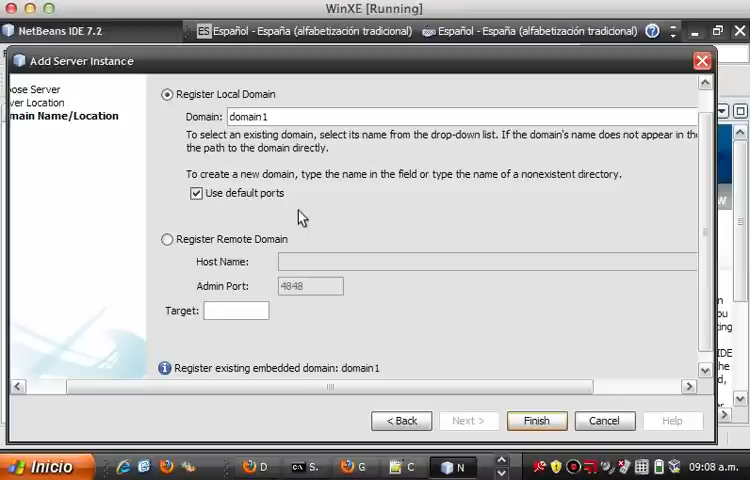 WinXE [Running]
NetBeans IDE 7.2
ES Español - España (alfabetización tradicional)
Español - España (alfabetización tradicional)
Add Server Instance
ose Server
ver Location
main Name/Location
Register Local Domain
Domain: domain1
To select an existing domain, select its name from the drop-down list. If the domain's name does not appear in the
the path to the domain directly.
To create a new domain, type the name in the field or type the name of a nonexistent directory.
Use default ports
Register Remote Domain
Host Name:
Admin Port: 4848
Target:
Register existing embedded domain: domain1
< Back
Next >
Finish
Cancel
Help
Inicio
D
S.
G
C
N
09:08 a.m.